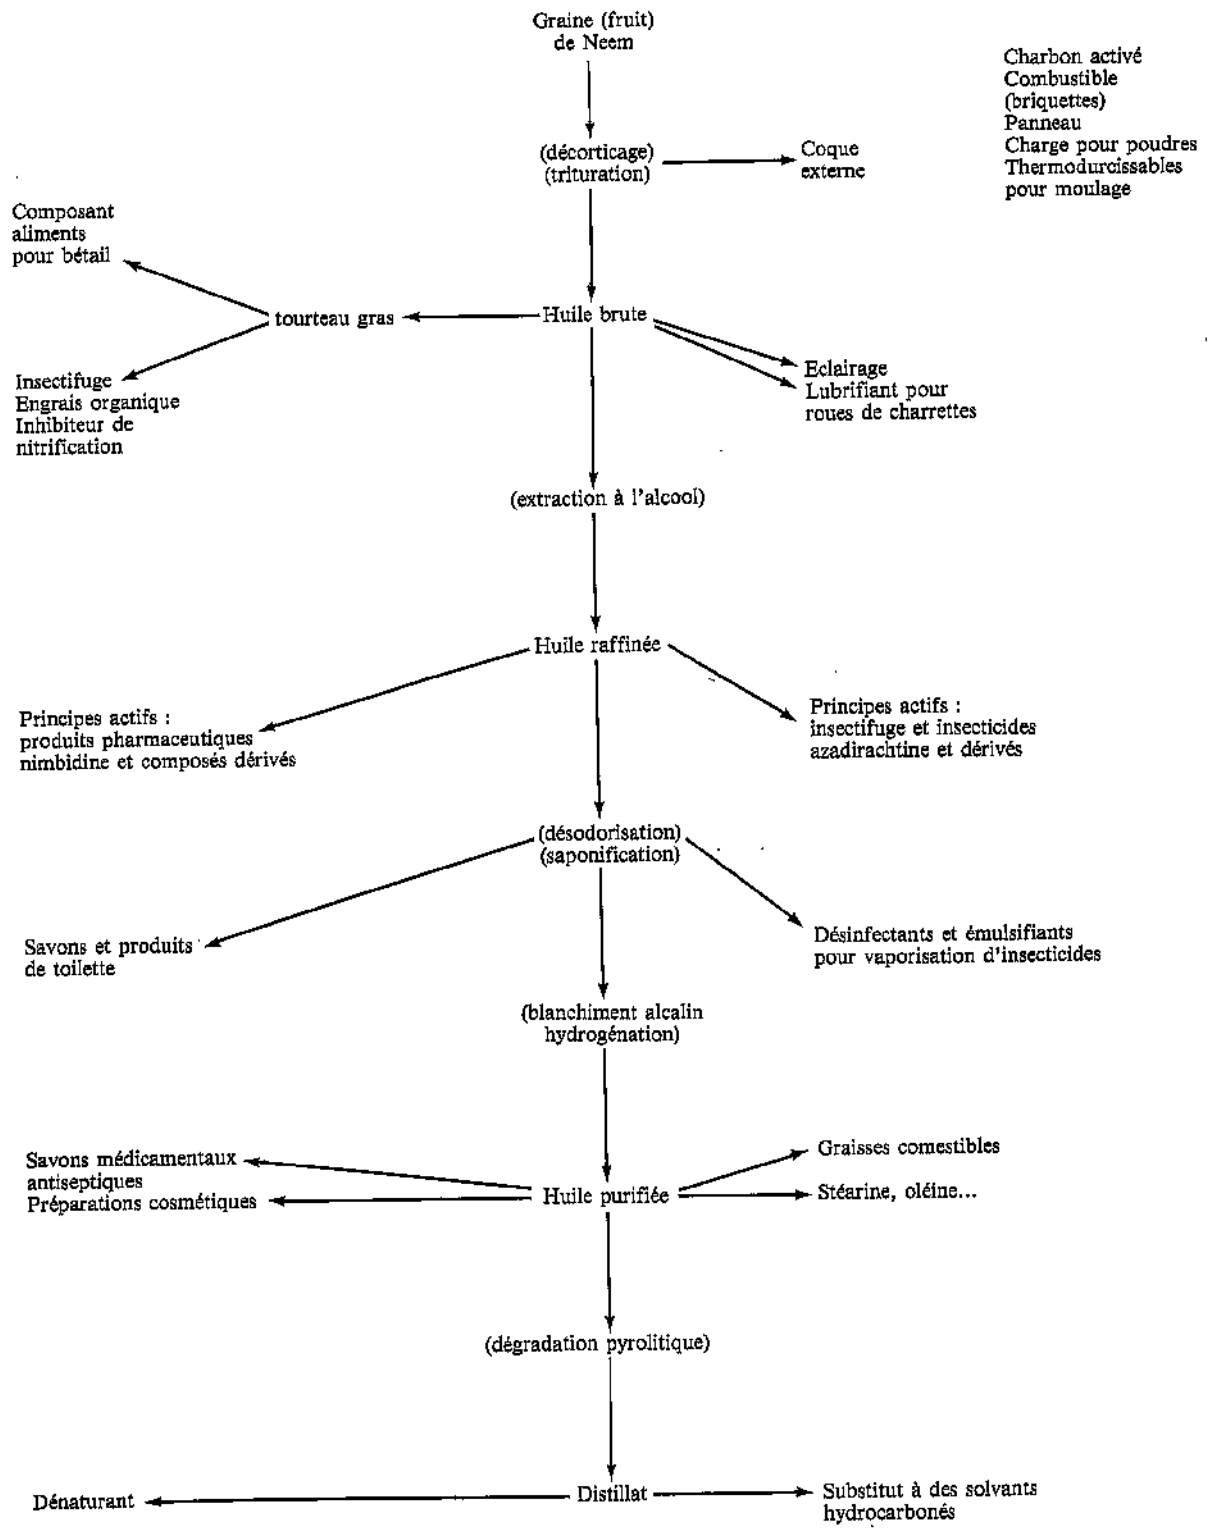 Graine (fruit)
de Neem
Charbon activé
Combustible
(briquettes)
Panneau
Charge pour poudres
Thermodurcissables
pour moulage
(décorticage)
(trituration)
Coque
externe
Composant
aliments
pour bétail
tourteau gras
Huile brute
Insectifuge
Engrais organique
Inhibiteur de
nitrification
Eclairage
Lubrifiant pour
roues de charrettes
(extraction à l'alcool)
Huile raffinée
Principes actifs :
produits pharmaceutiques
nimbidine et composés dérivés
Principes actifs :
insectifuge et insecticides
azadirachtine et dérivés
(désodorisation)
(saponification)
Savons et produits
de toilette
Désinfectants et émulsifiants
pour vaporisation d'insecticides
(blanchiment alcalin
hydrogénation)
Savons médicamentaux
antiseptiques
Préparations cosmétiques
Huile purifiée
Graisses comestibles
Stéarine, oléine...
(dégradation pyrolitique)
Dénaturant
Distillat
Substitut à des solvants
hydrocarbonés